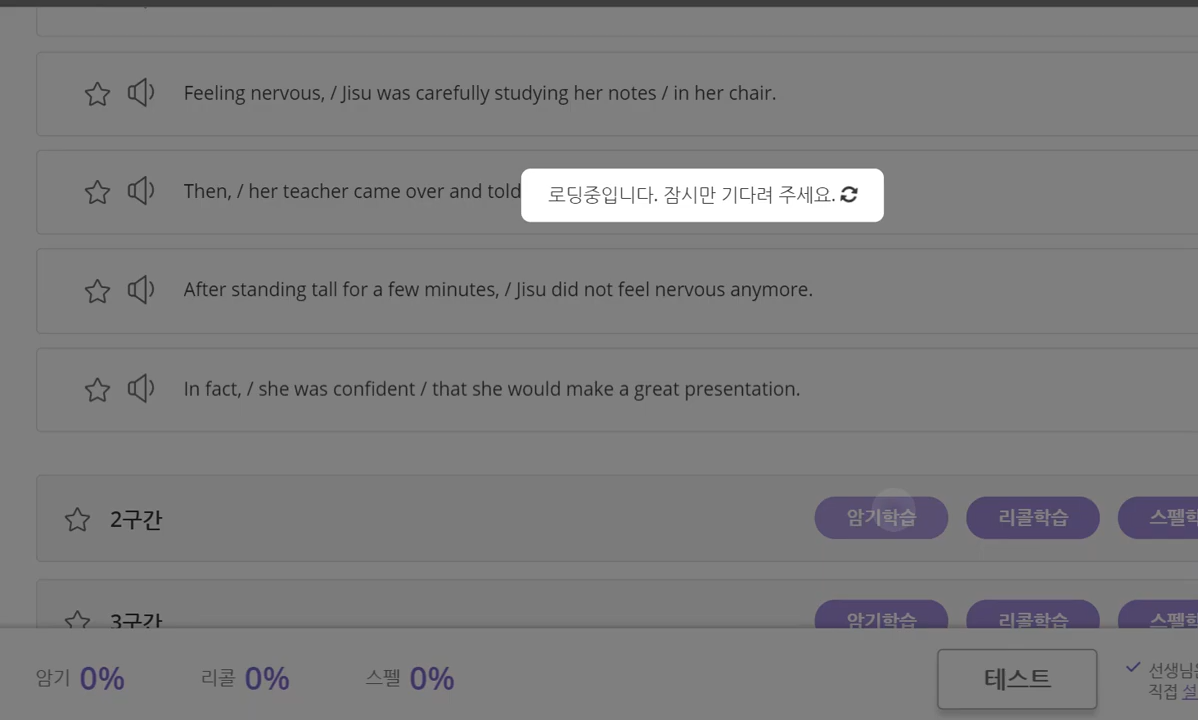 Feeling nervous, / Jisu was carefully studying her notes / in her chair.
Then, / her teacher came over and told
로딩중입니다. 잠시만 기다려 주세요.
After standing tall for a few minutes, / Jisu did not feel nervous anymore.
In fact, / she was confident / that she would make a great presentation.
2구간 암기학습 리콜학습
3구간 암기학습 리콜학습
암기 0% 리콜 0% 스펠 0% 테스트
직접